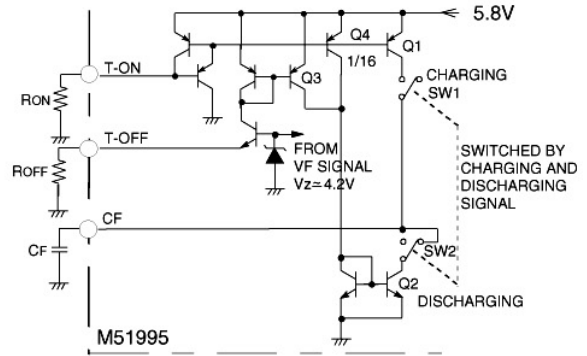 5.8V
Q4
Q1
T-ON
1/16
CHARGING
SW1
Q3
RON
T-OFF
FROM
VF SIGNAL
Vz≃4.2V
SWITCHED BY
CHARGING AND
DISCHARGING
SIGNAL
ROFF
CF
CF
SW2
Q2
DISCHARGING
M51995